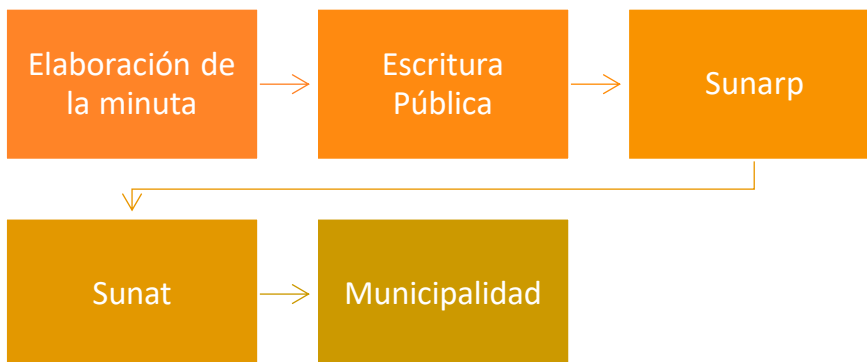 Elaboración de
la minuta
Escritura
Pública
Sunarp
Sunat
Municipalidad